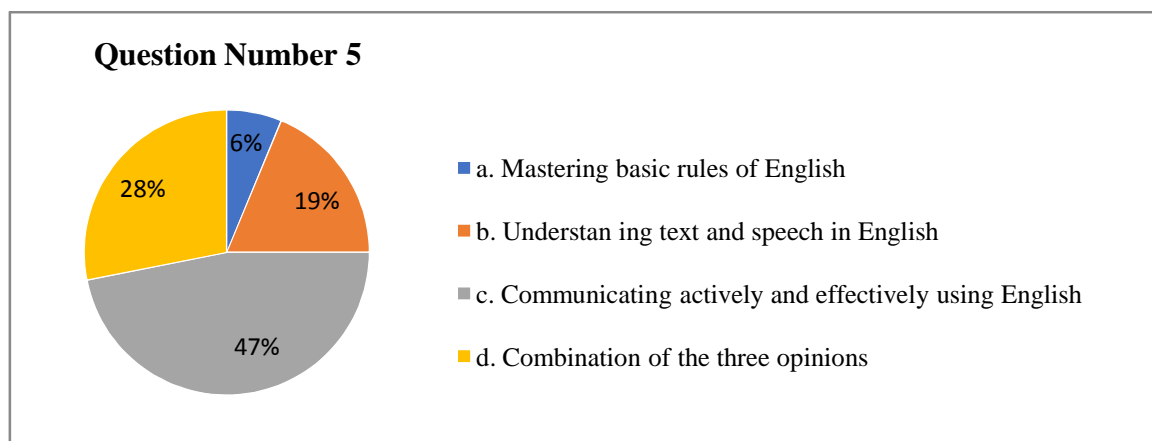 Question Number 5
6%
19%
47%
28%
a. Mastering basic rules of English
b. Understan ing text and speech in English
c. Communicating actively and effectively using English
d. Combination of the three opinions